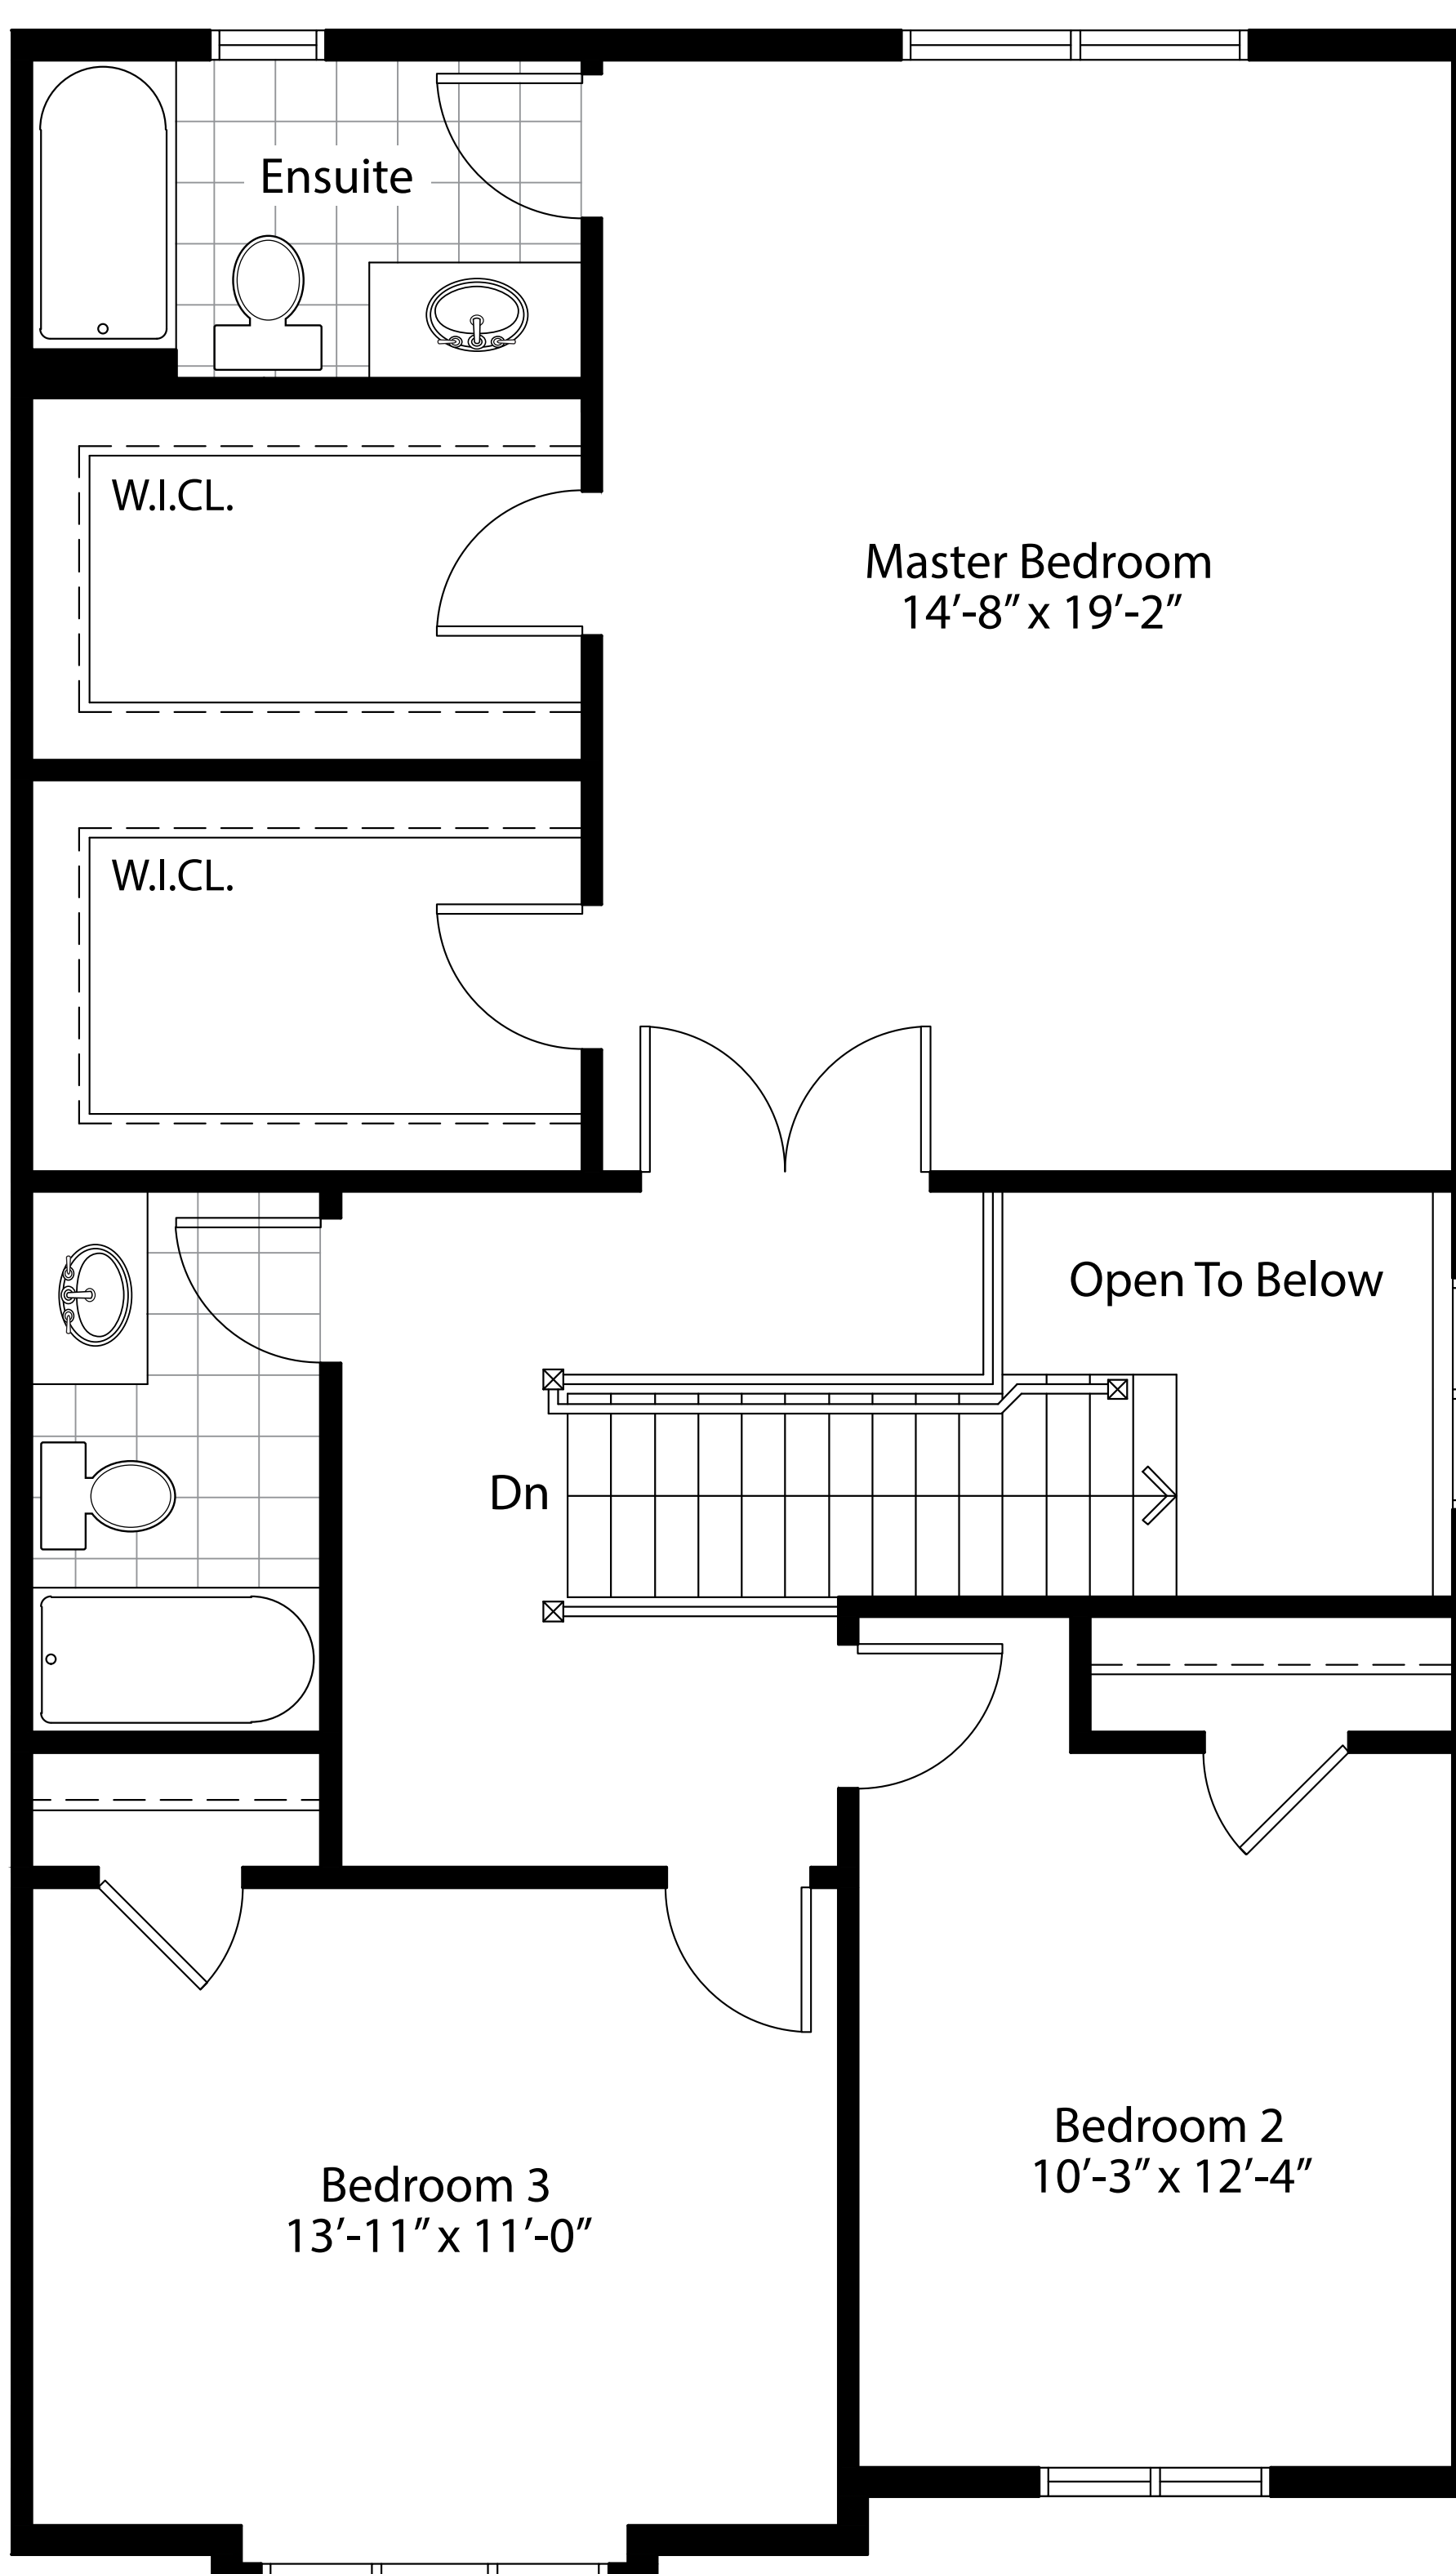 Ensuite
W.I.CL.
Master Bedroom
14’-8” x 19’-2”
W.I.CL.
Open To Below
Dn
Bedroom 2
10’-3” x 12’-4”
Bedroom 3
13’-11” x 11’-0”